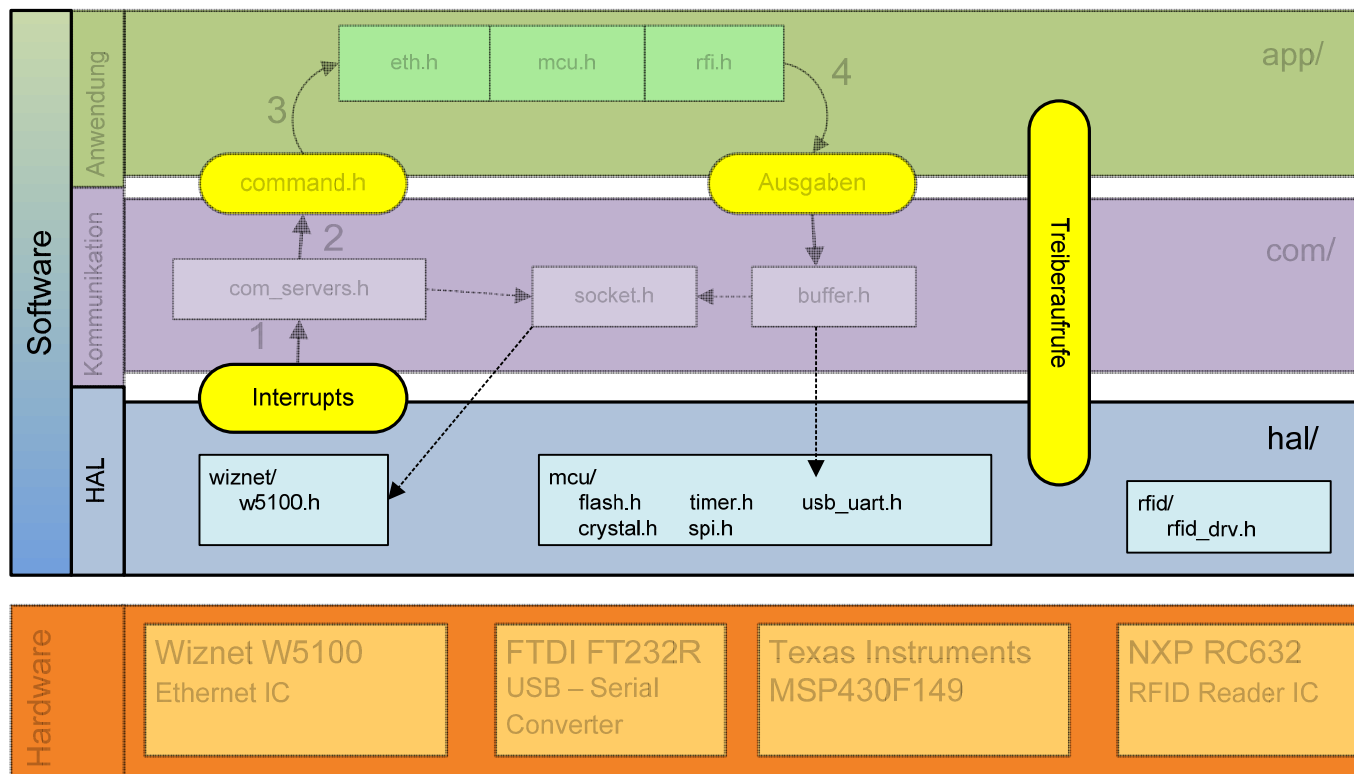 Software
Anwendung
eth.h
mcu.h
rfi.h
app/
3
4
command.h
Ausgaben
Treiberaufrufe
Kommunikation
2
com/
com_servers.h
socket.h
buffer.h
1
Interrupts
HAL
hal/
wiznet/
w5100.h
mcu/
flash.h timer.h usb_uart.h
crystal.h spi.h
rfid/
rfid_drv.h
Hardware
Wiznet W5100
Ethernet IC
FTDI FT232R
USB – Serial
Converter
Texas Instruments
MSP430F149
NXP RC632
RFID Reader IC